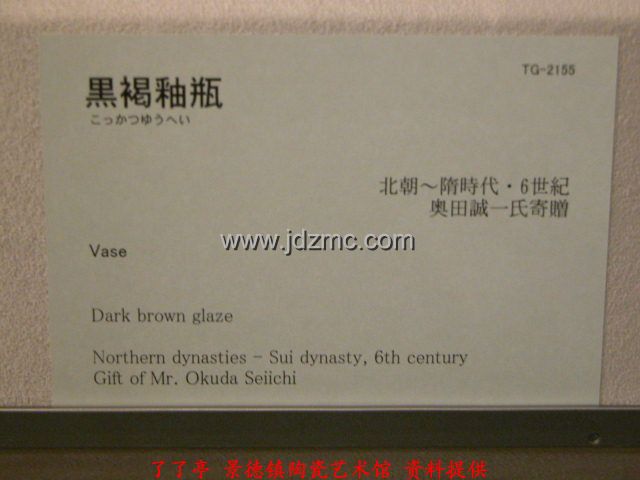 TG-2155
黒褐釉瓶
こっかつゆうへい
北朝～隋時代・6世紀
奥田誠一氏寄贈
www.jdzmc.com
Vase
Dark brown glaze
Northern dynasties - Sui dynasty, 6th century
Gift of Mr. Okuda Seiichi
了了亭 景德镇陶瓷艺术馆 资料提供